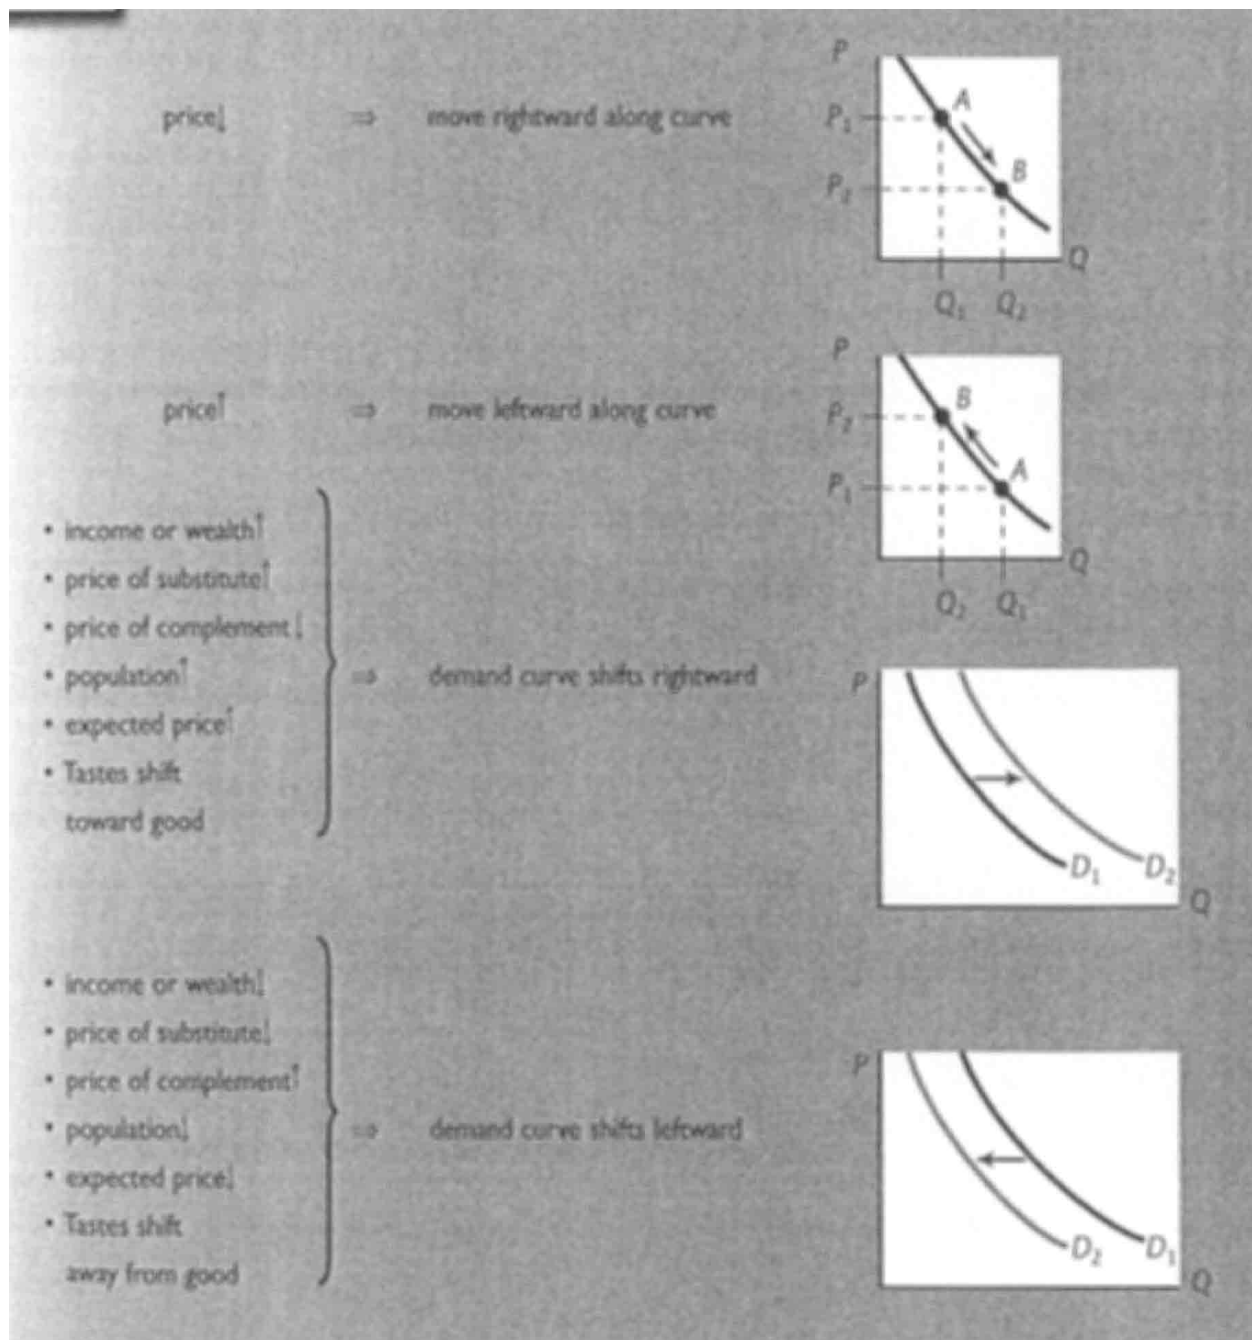 price↓ ⇒ move rightward along curve
P
P₁
A
P₂
B
Q
Q₁ Q₂
price↑ ⇒ move leftward along curve
P
P₂
B
P₁
A
Q
Q₂ Q₁
• income or wealth↑
• price of substitute↑
• price of complement↓
• population↑
• expected price↑
• Tastes shift
toward good
⇒ demand curve shifts rightward
P
D₁ D₂
Q
• income or wealth↓
• price of substitute↓
• price of complement↑
• population↓
• expected price↓
• Tastes shift
away from good
⇒ demand curve shifts leftward
P
D₂ D₁
Q